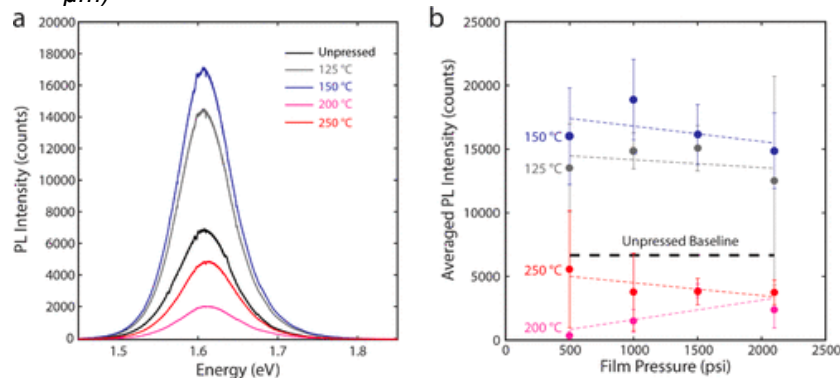 μm)
a
20000
18000
16000
14000
12000
10000
8000
6000
4000
2000
0
PL Intensity (counts)
Unpressed
125 °C
150 °C
200 °C
250 °C
1.5
1.6
1.7
1.8
Energy (eV)
b
25000
20000
15000
10000
5000
0
Averaged PL Intensity (counts)
150 °C
125 °C
Unpressed Baseline
250 °C
200 °C
0
500
1000
1500
2000
2500
Film Pressure (psi)